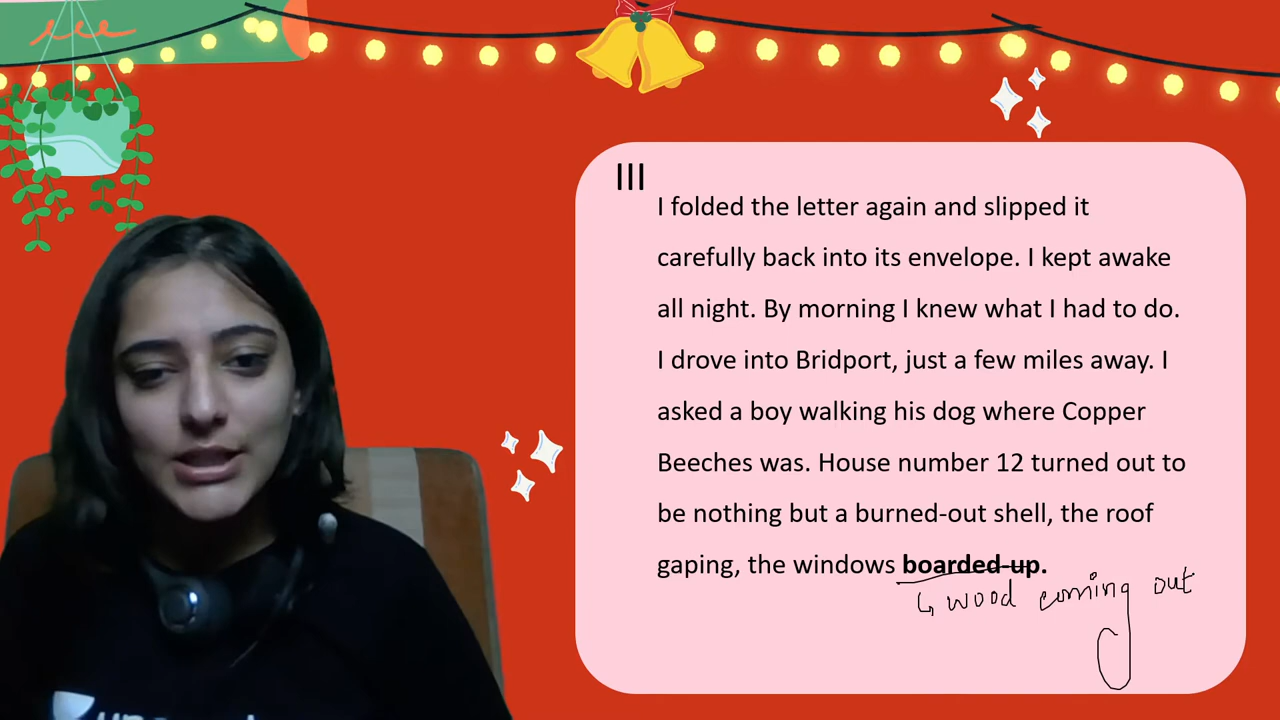 III
I folded the letter again and slipped it
carefully back into its envelope. I kept awake
all night. By morning I knew what I had to do.
I drove into Bridport, just a few miles away. I
asked a boy walking his dog where Copper
Beeches was. House number 12 turned out to
be nothing but a burned-out shell, the roof
gaping, the windows boarded-up.
↳ wood coming out